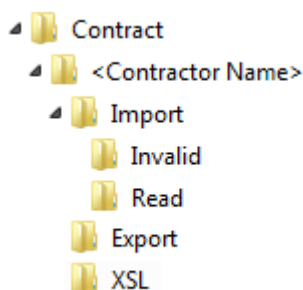 Contract
<Contractor Name>
Import
Invalid
Read
Export
XSL